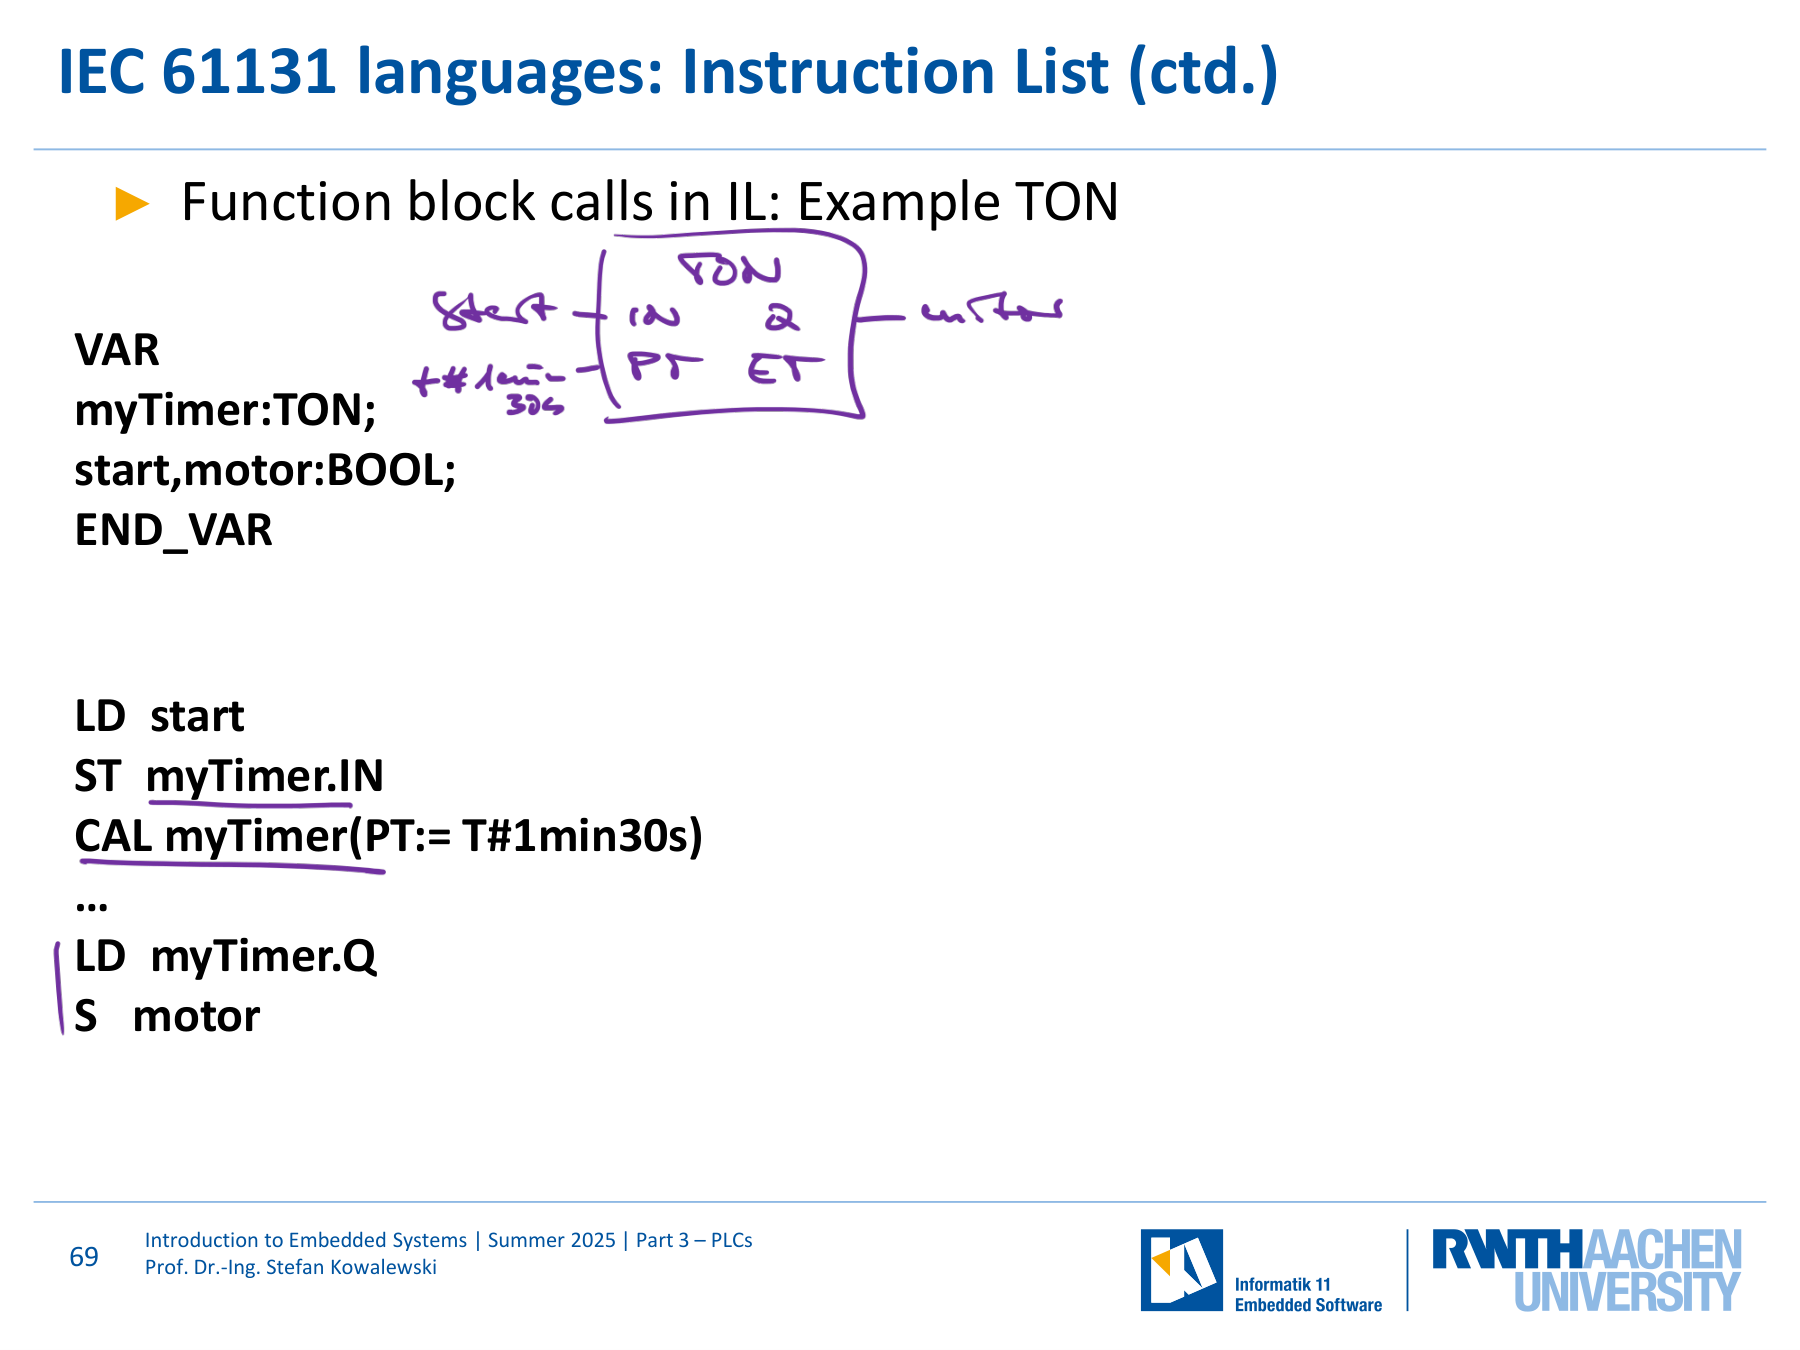 IEC 61131 languages: Instruction List (ctd.)
► Function block calls in IL: Example TON
TON
start IN Q motor
t#1min PT ET
30s
VAR
myTimer:TON;
start,motor:BOOL;
END_VAR
LD start
ST myTimer.IN
CAL myTimer(PT:= T#1min30s)
…
LD myTimer.Q
S motor
69
Introduction to Embedded Systems | Summer 2025 | Part 3 – PLCs
Prof. Dr.-Ing. Stefan Kowalewski
Informatik 11
Embedded Software
RWTHAACHEN
UNIVERSITY